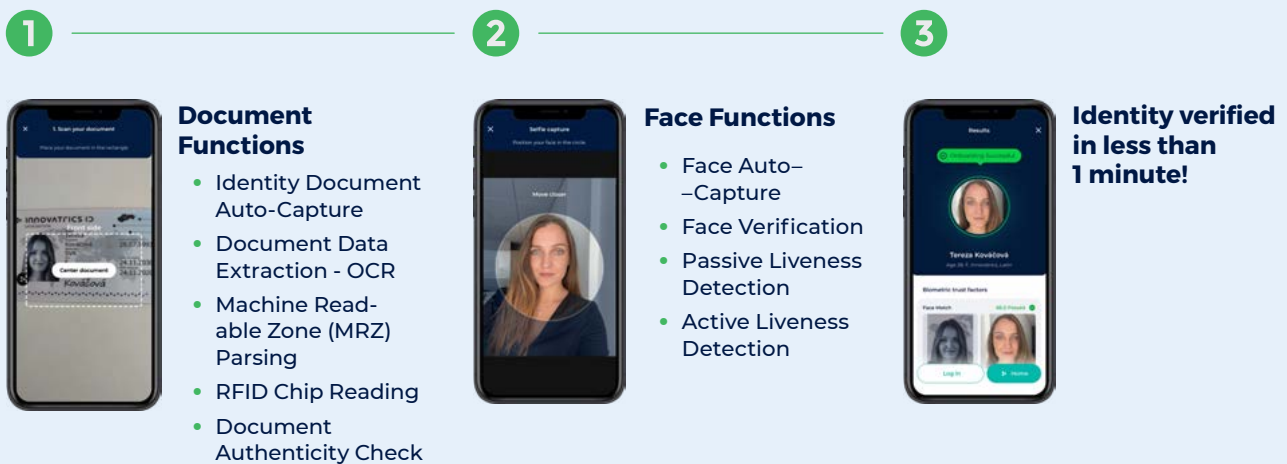 1
2
3
Document
Functions
• Identity Document
Auto-Capture
• Document Data
Extraction - OCR
• Machine Read-
able Zone (MRZ)
Parsing
• RFID Chip Reading
• Document
Authenticity Check
Face Functions
• Face Auto–
–Capture
• Face Verification
• Passive Liveness
Detection
• Active Liveness
Detection
Identity verified
in less than
1 minute!
1. Scan your document
Place your document in the rectangle
INNOVATRICS ID
Front side
Center document
Kováčová
Selfie capture
Position your face in the circle
Move closer
Results
Onboarding Successful
Tereza Kováčová
Biometric trust factors
Face Match
Log in
Home